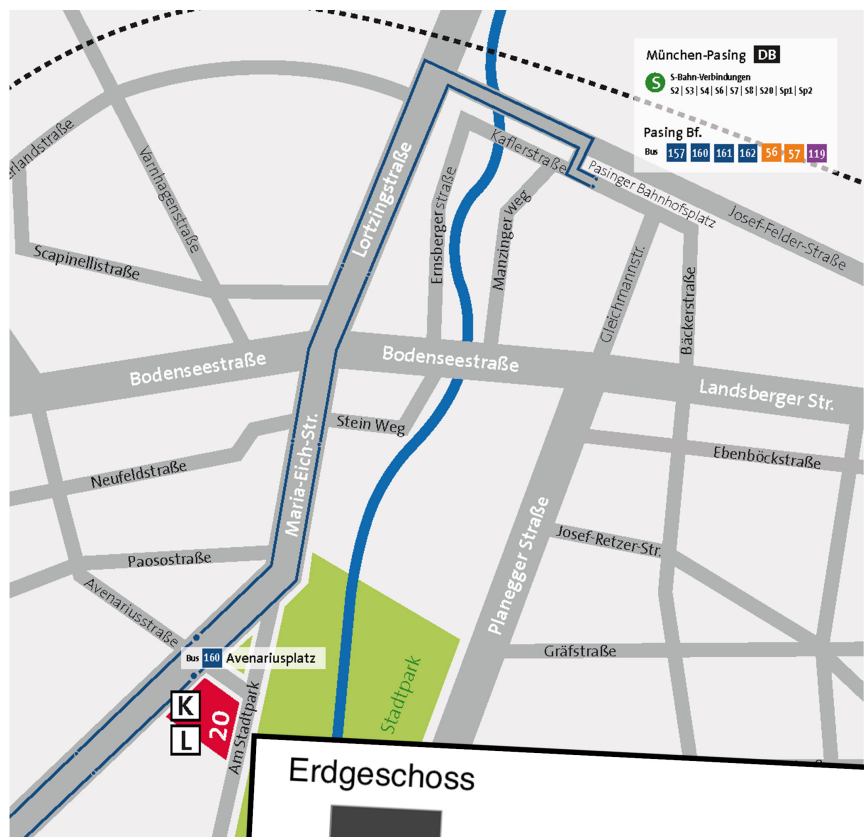 München-Pasing DB
S S-Bahn-Verbindungen
S2 | S3 | S4 | S6 | S7 | S8 | S20 | Sp1 | Sp2
Pasing Bf.
Bus 157 160 161 162 56 57 119
Kaflerstraße
Pasinger Bahnhofsplatz
Josef-Felder-Straße
Varnhagenstraße
Lortzingstraße
Ernsberger straße
Manzinger Weg
Gleichmannstr.
Bäckerstraße
Scapinellistraße
Bodenseestraße
Bodenseestraße
Landsberger Str.
Stein Weg
Maria-Eich-Str.
Neufeldstraße
Ebenböckstraße
Planegger Straße
Josef-Retzer-Str.
Paosostraße
Avenariusstraße
Gräfstraße
Bus 160 Avenariusplatz
Stadtpark
K
L
20
Am Stadtpark
Erdgeschoss